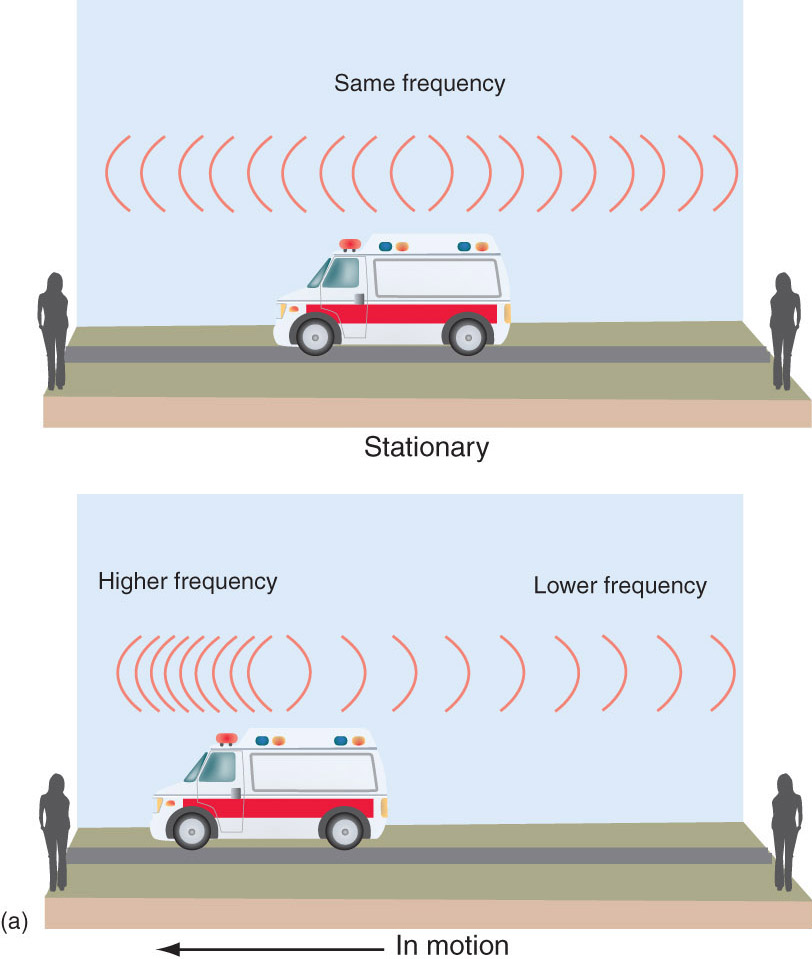 Same frequency
Stationary
Higher frequency
Lower frequency
(a)
In motion